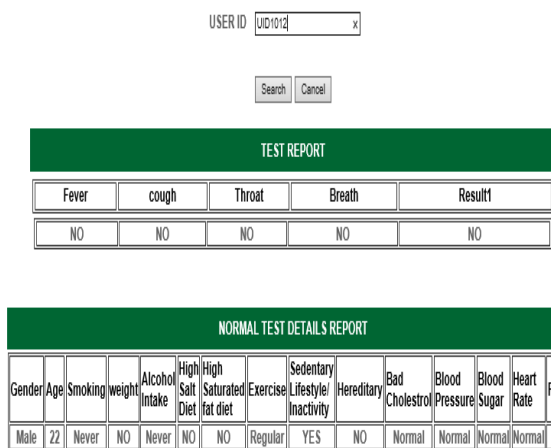 USER ID UID1012 x
Search Cancel
TEST REPORT
Fever cough Throat Breath Result1
NO NO NO NO NO
NORMAL TEST DETAILS REPORT
Gender Age Smoking weight Alcohol Intake High Salt Diet High Saturated fat diet Exercise Sedentary Lifestyle/ Inactivity Hereditary Bad Cholestrol Blood Pressure Blood Sugar Heart Rate
Male 22 Never NO Never NO NO Regular YES NO Normal Normal Normal Normal